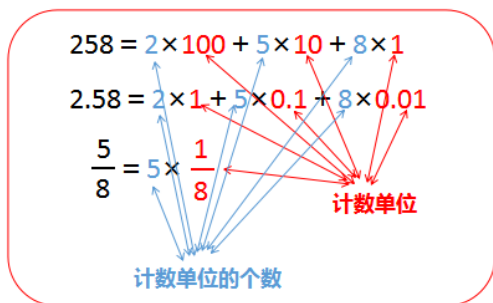 258 = 2×100 + 5×10 + 8×1
2.58 = 2×1 + 5×0.1 + 8×0.01
5/8 = 5× 1/8
计数单位
计数单位的个数